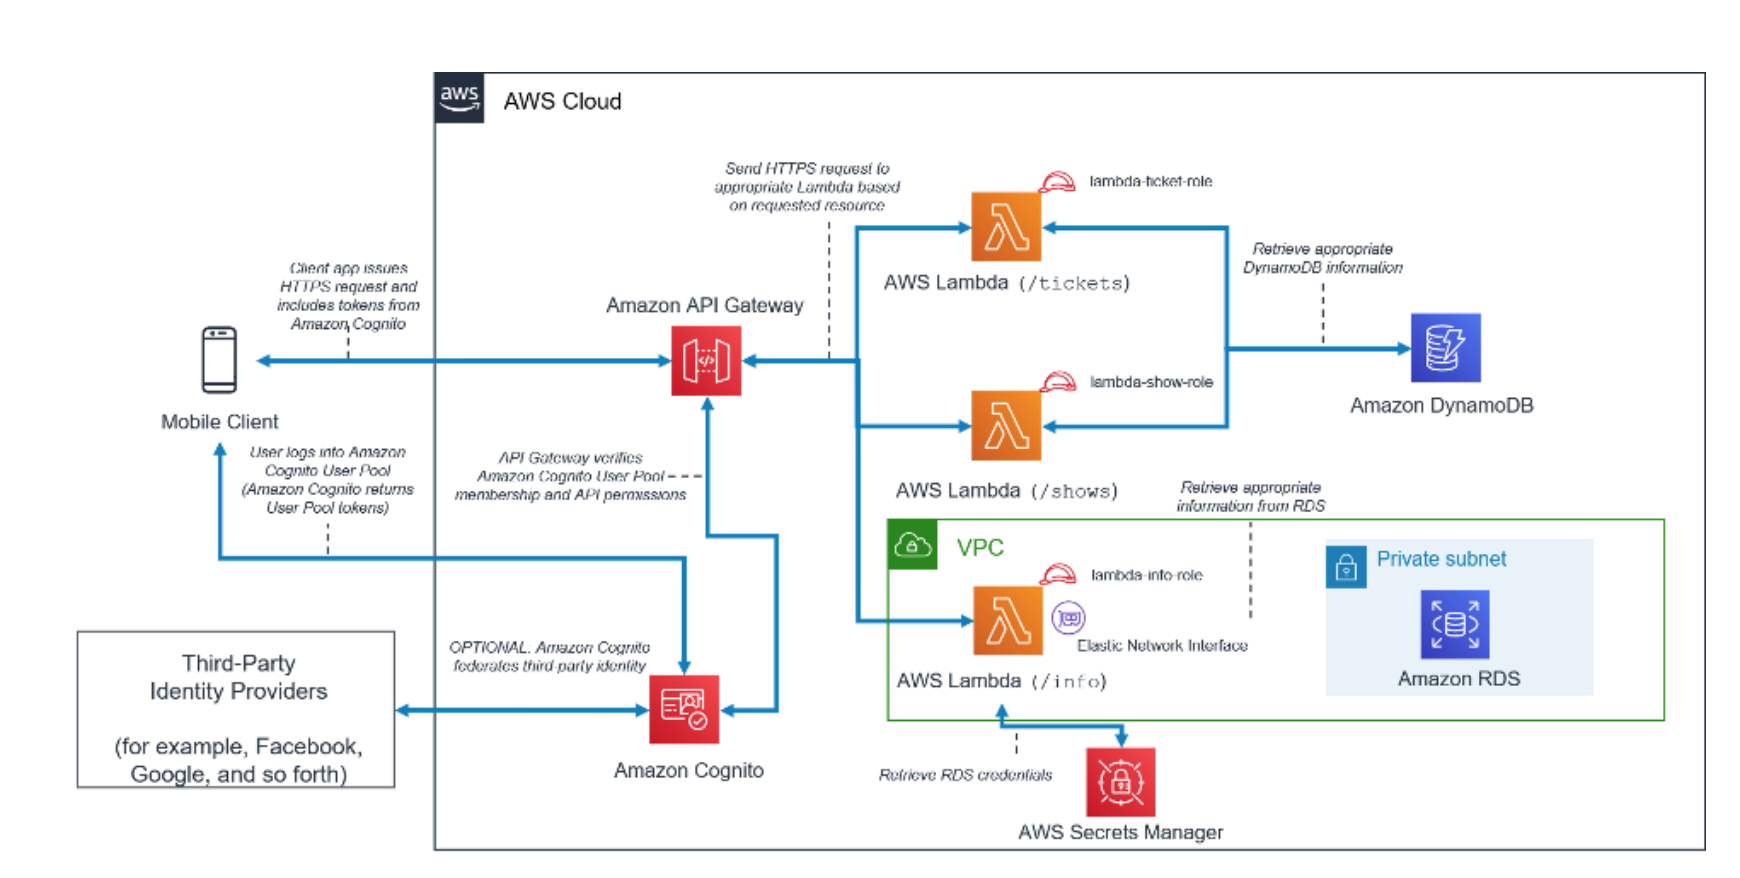 aws
AWS Cloud
Send HTTPS request to
appropriate Lambda based
on requested resource
lambda-ticket-role
AWS Lambda (/tickets)
Retrieve appropriate
DynamoDB information
Client app issues
HTTPS request and
includes tokens from
Amazon Cognito
Amazon API Gateway
Mobile Client
lambda-show-role
Amazon DynamoDB
User logs into Amazon
Cognito User Pool
(Amazon Cognito returns
User Pool tokens)
API Gateway verifies
Amazon Cognito User Pool
membership and API permissions
AWS Lambda (/shows)
Retrieve appropriate
information from RDS
VPC
Private subnet
lambda-info-role
Elastic Network Interface
AWS Lambda (/info)
Amazon RDS
OPTIONAL. Amazon Cognito
federates third party identity
Third-Party
Identity Providers
(for example, Facebook,
Google, and so forth)
Amazon Cognito
Retrieve RDS credentials
AWS Secrets Manager